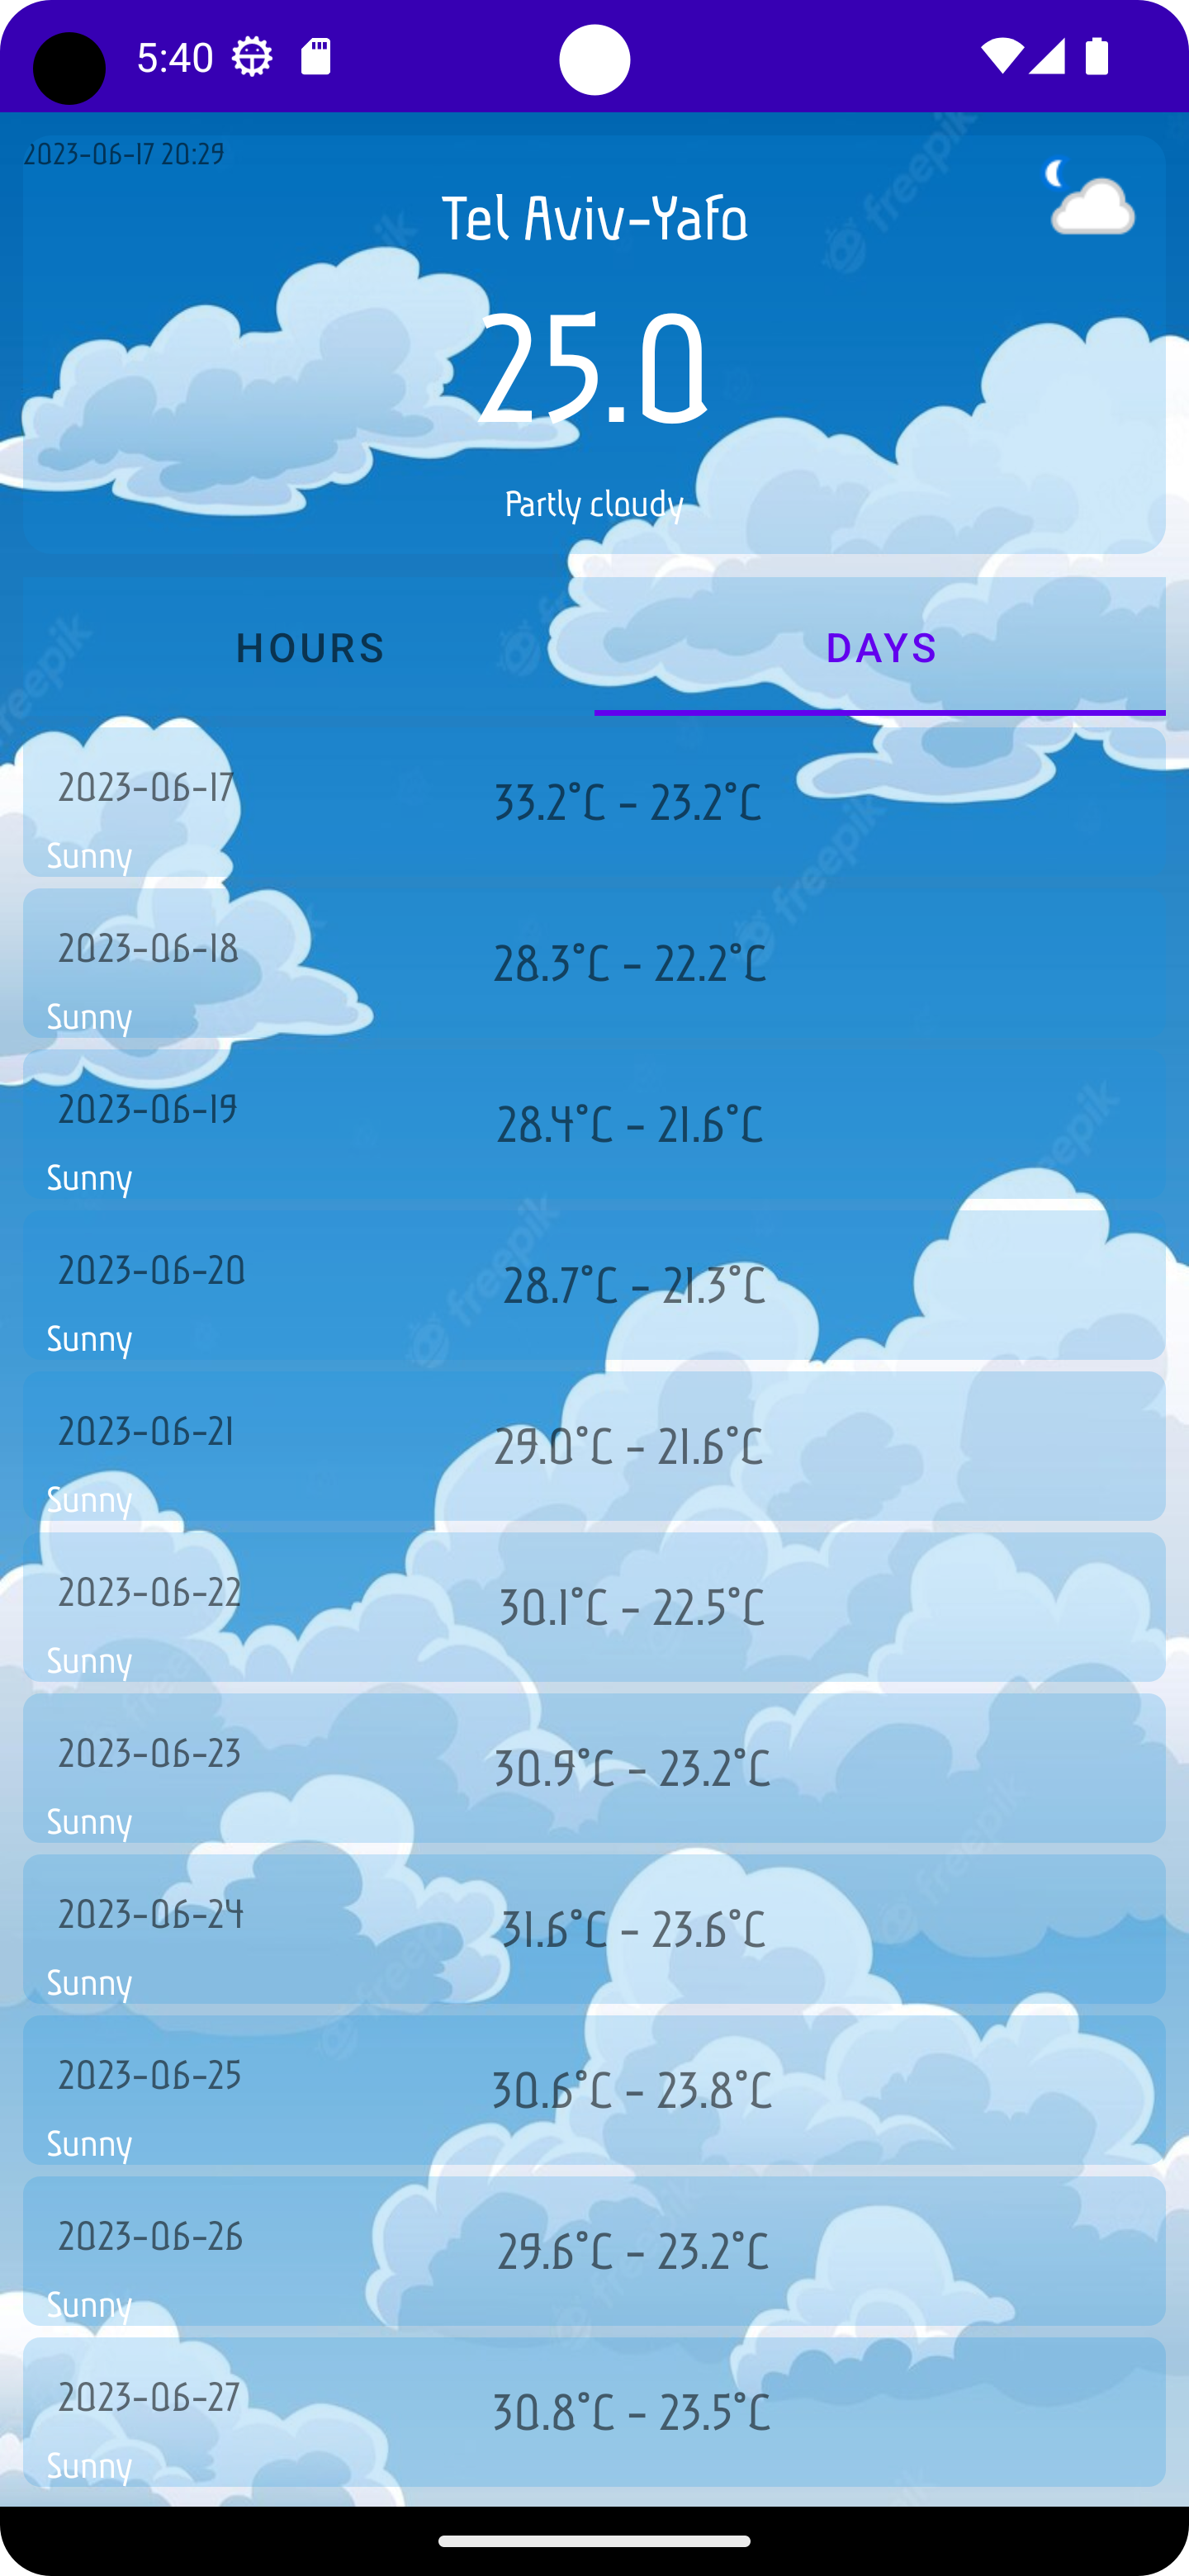 5:40
2023-06-17 20:29
Tel Aviv-Yafo
25.0
Partly cloudy
HOURS DAYS
2023-06-17
33.2°C - 23.2°C
Sunny
2023-06-18
28.3°C - 22.2°C
Sunny
2023-06-19
28.4°C - 21.6°C
Sunny
2023-06-20
28.7°C - 21.3°C
Sunny
2023-06-21
29.0°C - 21.6°C
Sunny
2023-06-22
30.1°C - 22.5°C
Sunny
2023-06-23
30.9°C - 23.2°C
Sunny
2023-06-24
31.6°C - 23.6°C
Sunny
2023-06-25
30.6°C - 23.8°C
Sunny
2023-06-26
29.6°C - 23.2°C
Sunny
2023-06-27
30.8°C - 23.5°C
Sunny
freepik
freepik
freepik
freepik
freepik